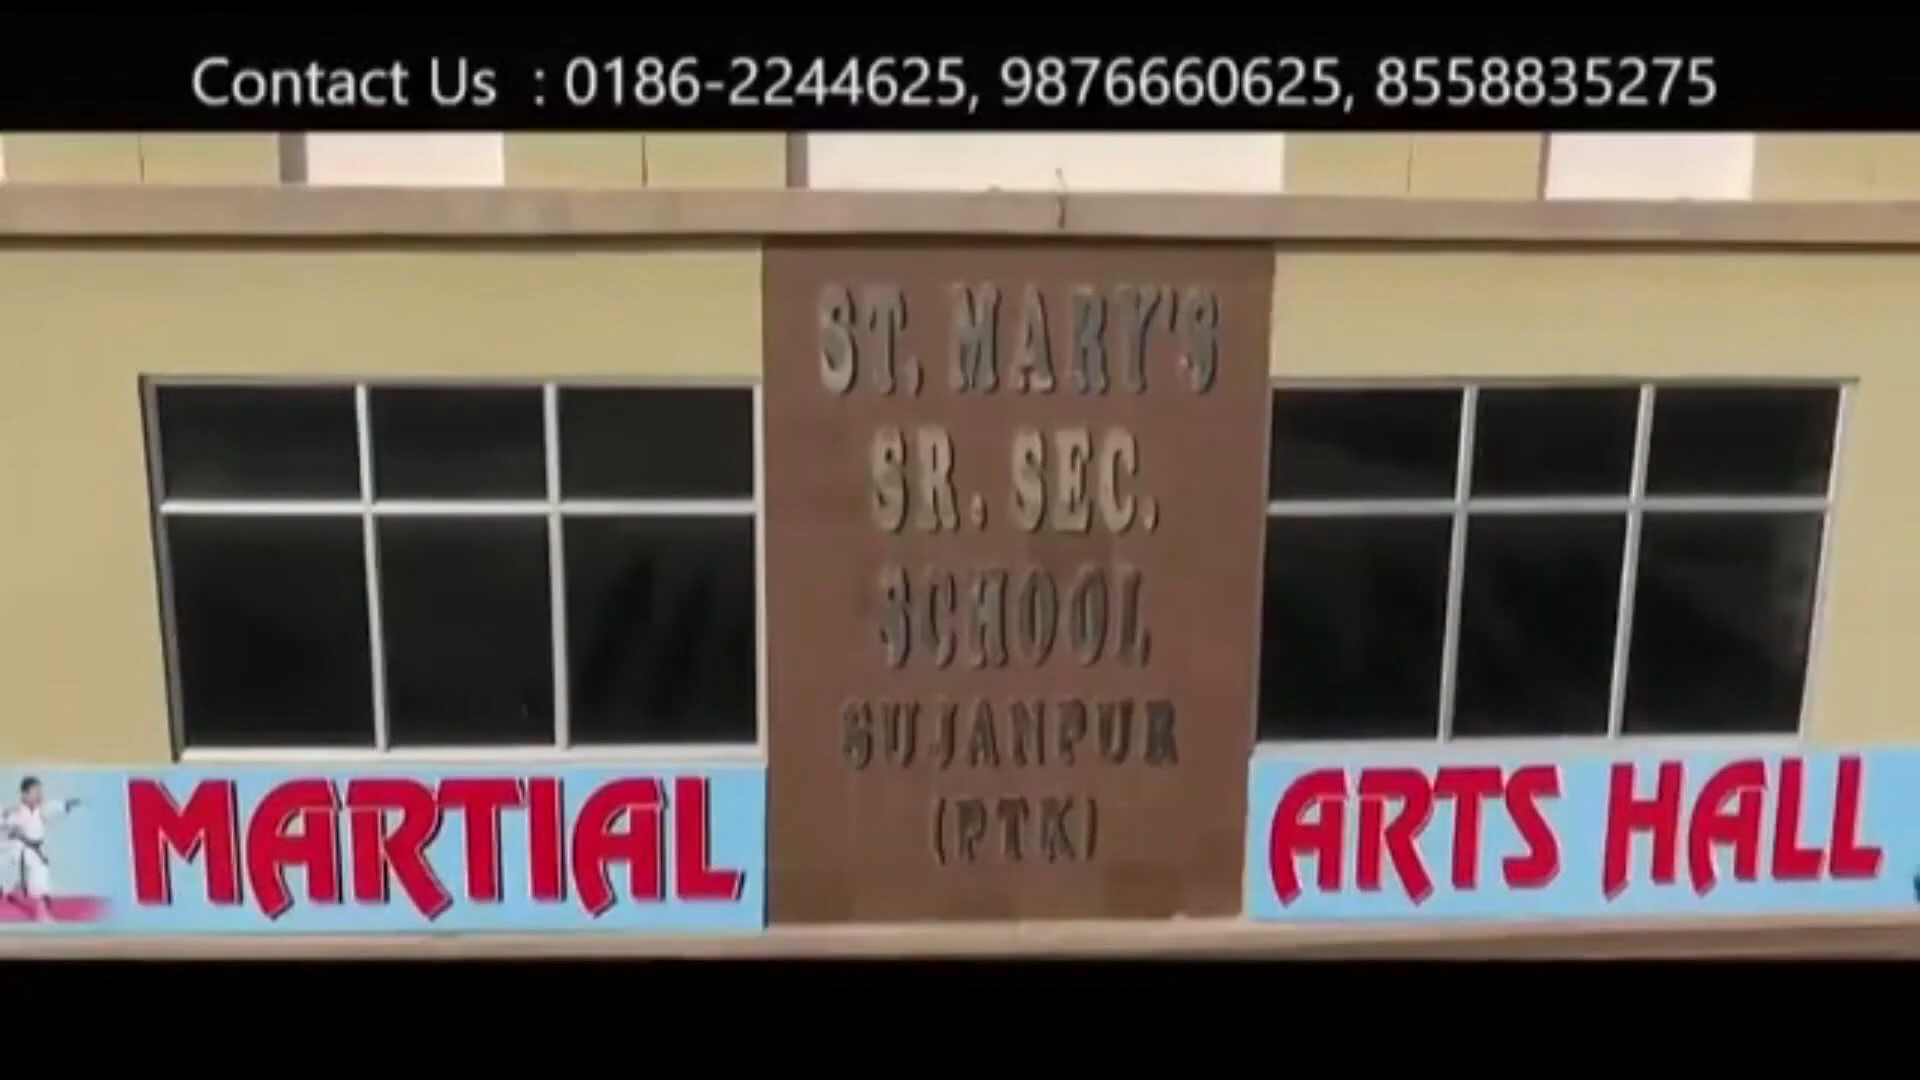 Contact Us : 0186-2244625, 9876660625, 8558835275
ST. MARY'S
SR. SEC.
SCHOOL
SUJANPUR
(PTK)
MARTIAL ARTS HALL